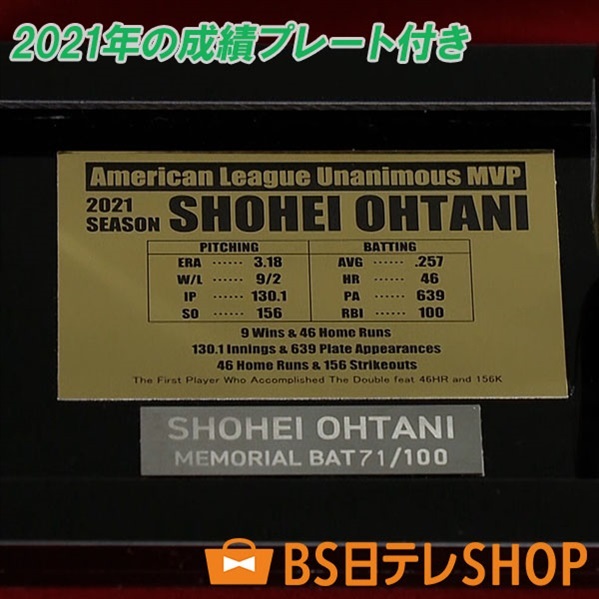 2021年の成績プレート付き
American League Unanimous MVP
2021 SEASON SHOHEI OHTANI
PITCHING
ERA ...... 3.18
W/L ...... 9/2
IP ...... 130.1
SO ...... 156
BATTING
AVG ...... .257
HR ...... 46
PA ...... 639
RBI ...... 100
9 Wins & 46 Home Runs
130.1 Innings & 639 Plate Appearances
46 Home Runs & 156 Strikeouts
The First Player Who Accomplished The Double feat 46HR and 156K
SHOHEI OHTANI
MEMORIAL BAT 71/100
BS日テレSHOP